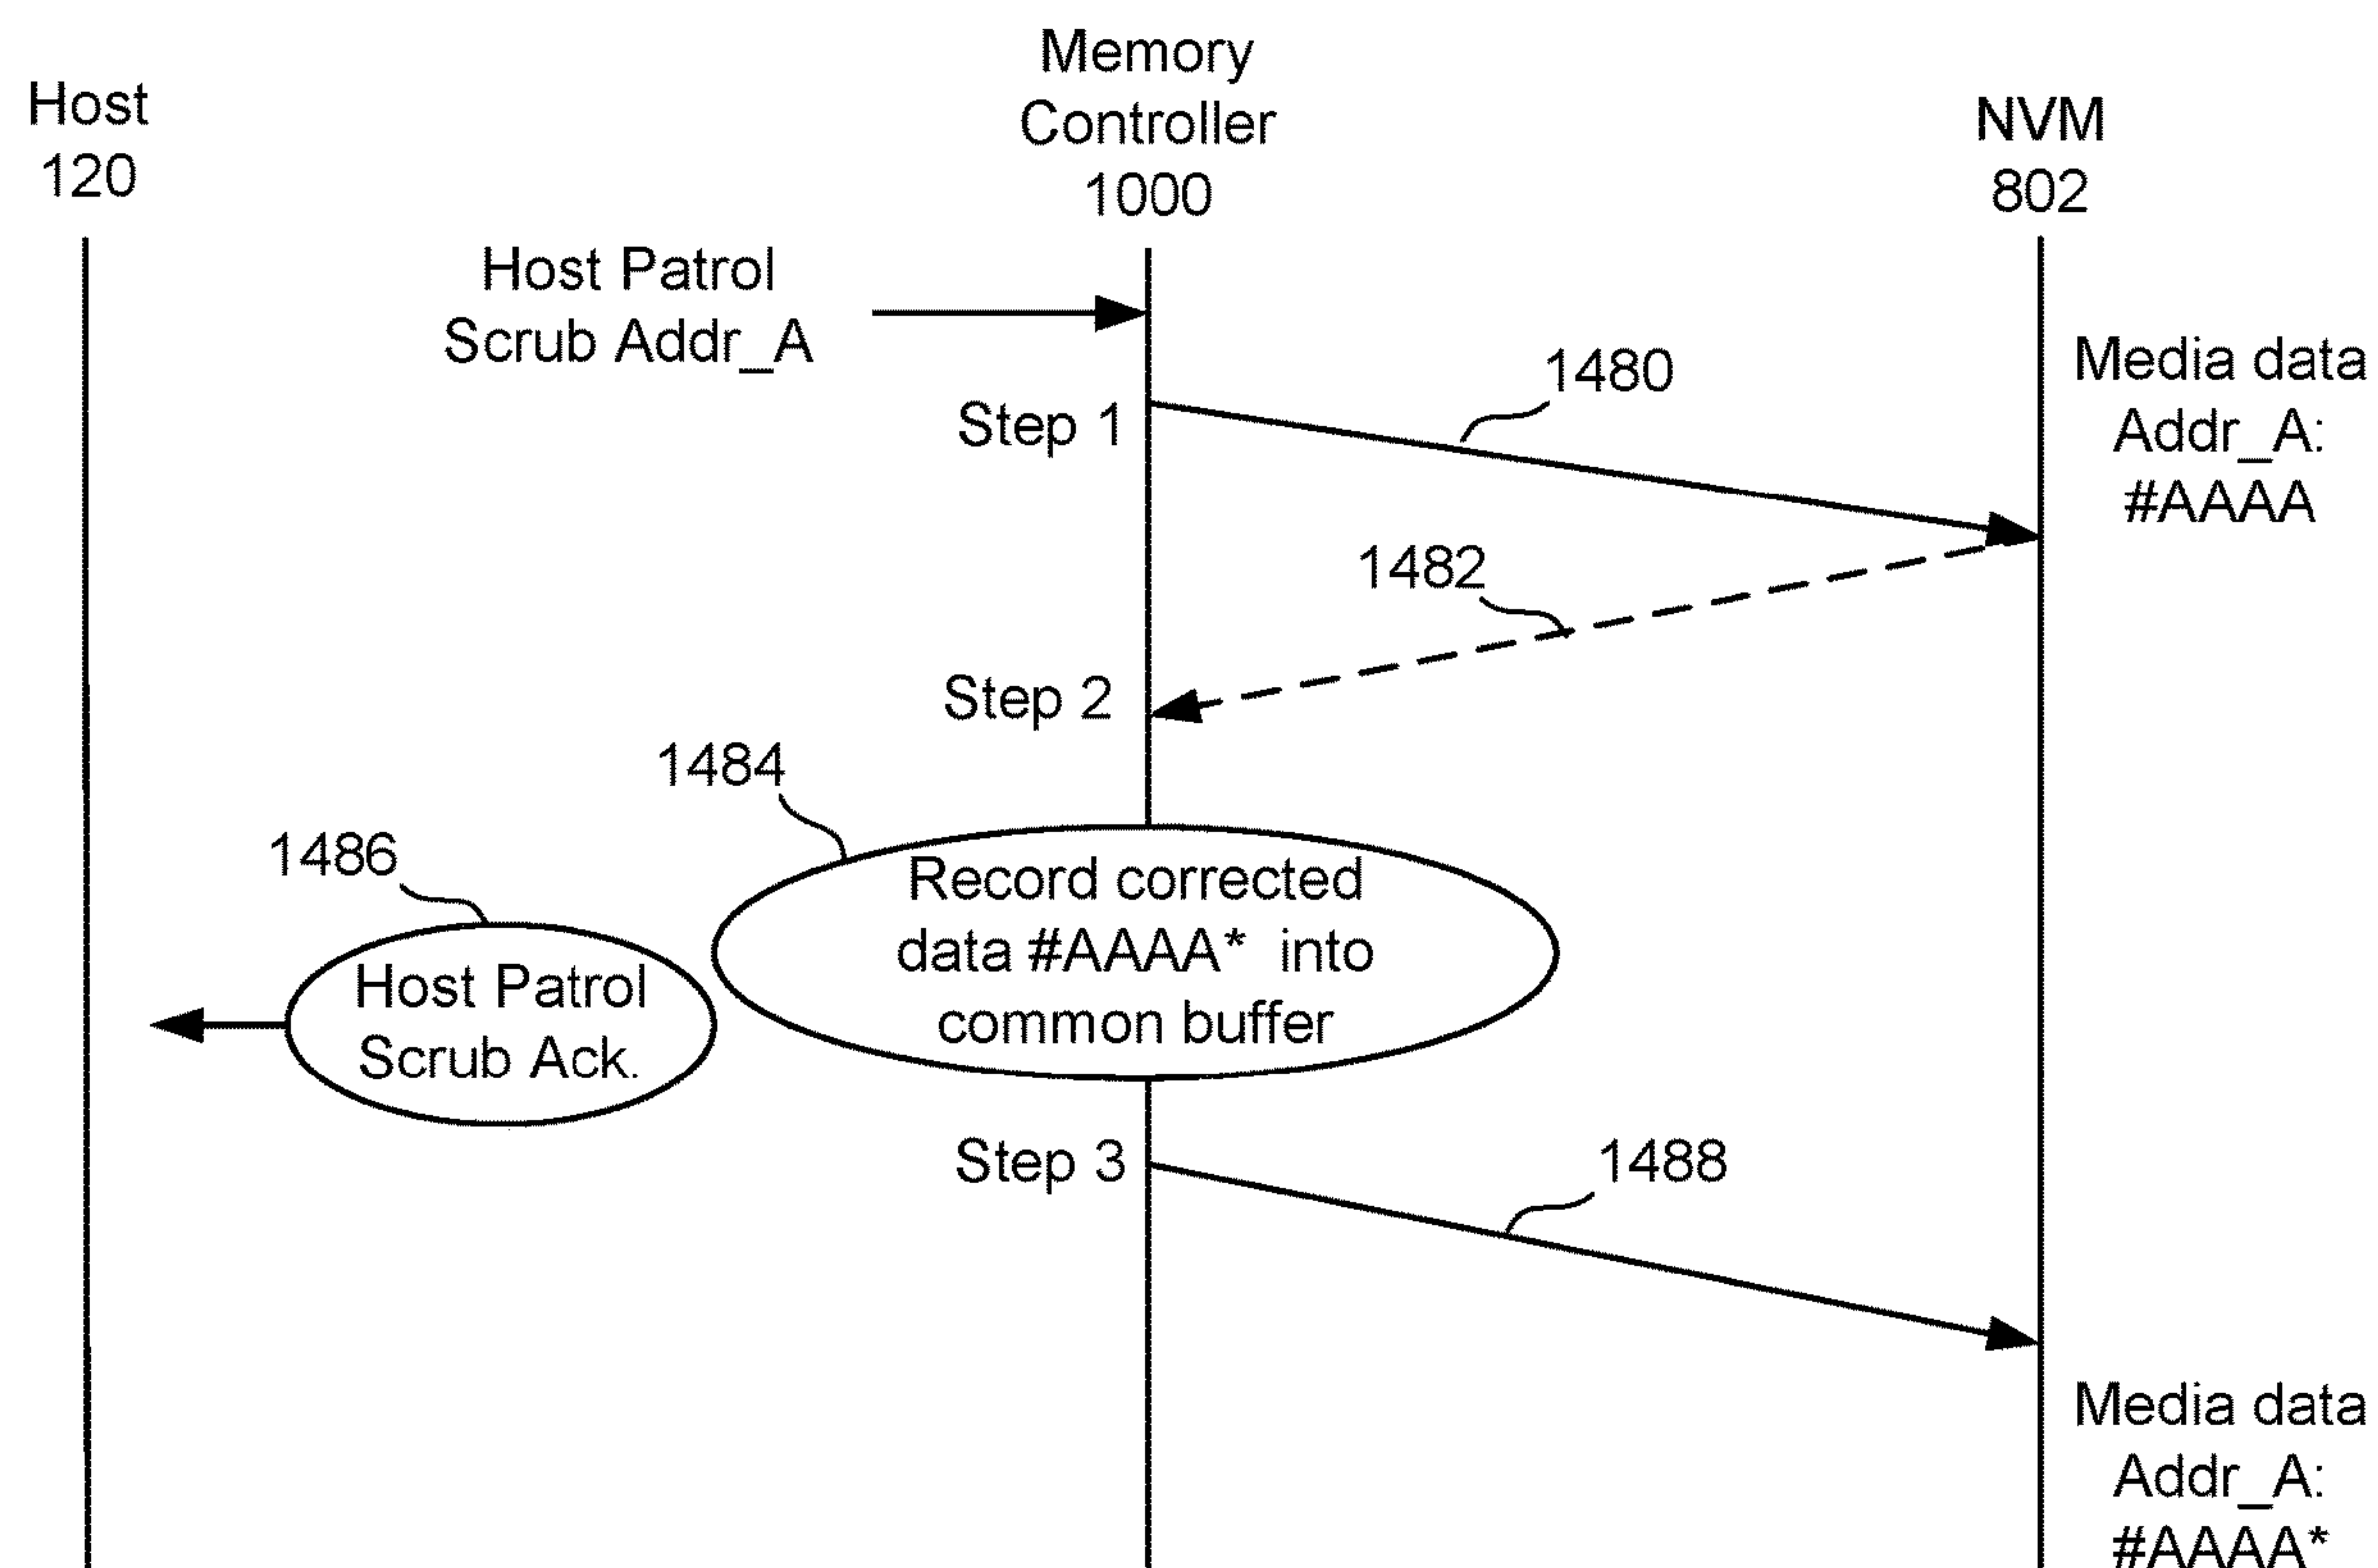 Host
120
Memory
Controller
1000
NVM
802
Host Patrol
Scrub Addr_A
Step 1
1480
Media data
Addr_A:
#AAAA
1482
Step 2
1484
1486
Record corrected
data #AAAA* into
common buffer
Host Patrol
Scrub Ack.
Step 3
1488
Media data
Addr_A:
#AAAA*